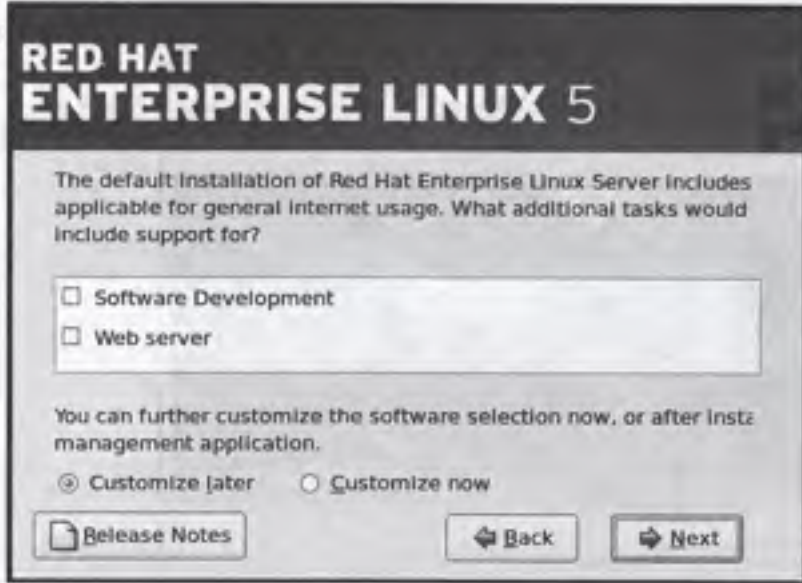 RED HAT
ENTERPRISE LINUX 5
The default installation of Red Hat Enterprise Linux Server includes
applicable for general internet usage. What additional tasks would
include support for?
Software Development
Web server
You can further customize the software selection now, or after insta
management application.
Customize later Customize now
Release Notes Back Next